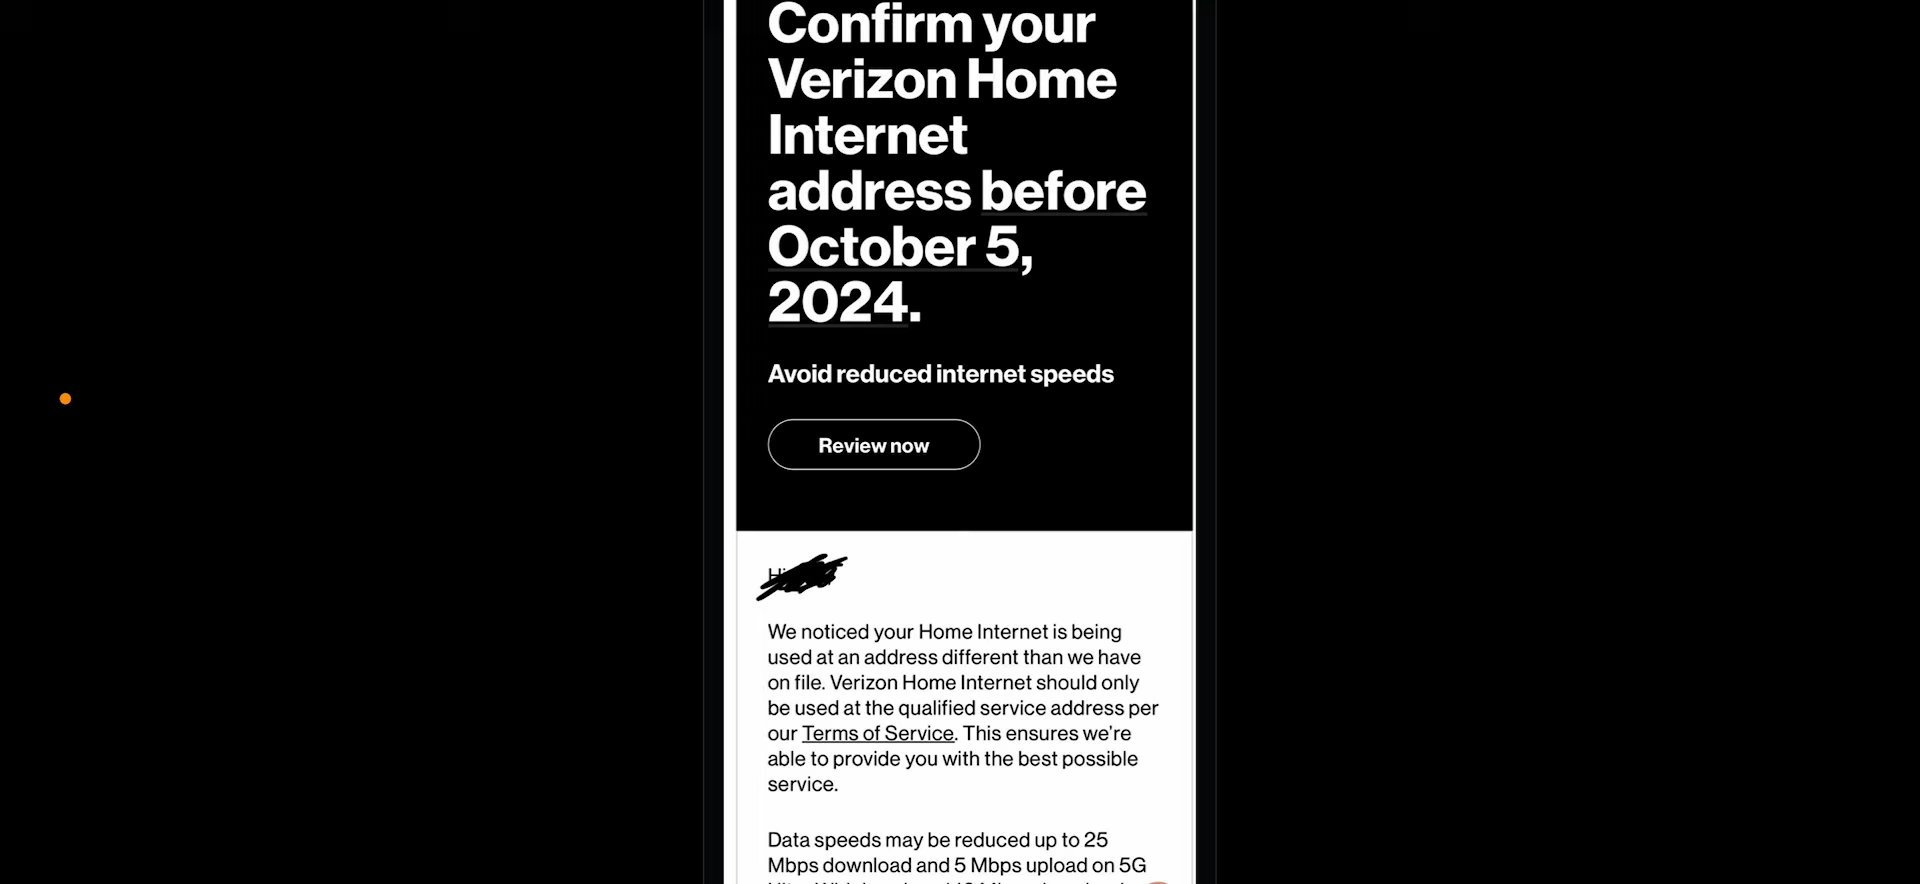 Confirm your
Verizon Home
Internet
address before
October 5,
2024.
Avoid reduced internet speeds
Review now
We noticed your Home Internet is being
used at an address different than we have
on file. Verizon Home Internet should only
be used at the qualified service address per
our Terms of Service. This ensures we're
able to provide you with the best possible
service.
Data speeds may be reduced up to 25
Mbps download and 5 Mbps upload on 5G